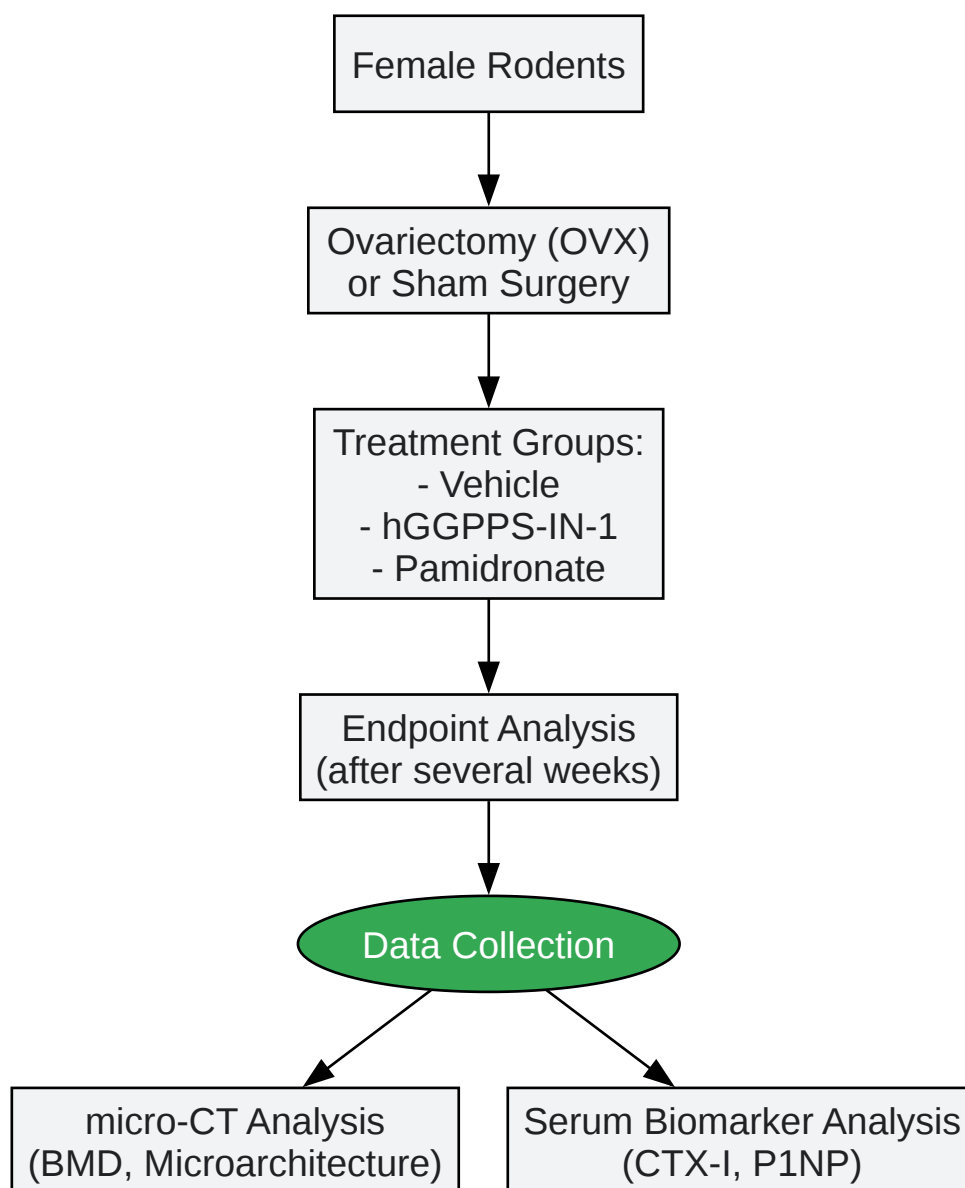 Female Rodents
Ovariectomy (OVX)
or Sham Surgery
Treatment Groups:
- Vehicle
- hGGPPS-IN-1
- Pamidronate
Endpoint Analysis
(after several weeks)
Data Collection
micro-CT Analysis
(BMD, Microarchitecture)
Serum Biomarker Analysis
(CTX-I, P1NP)